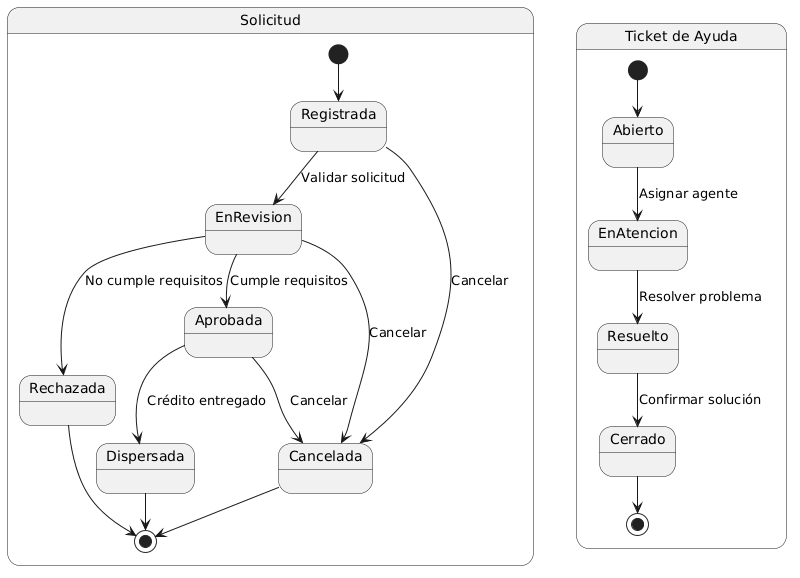 Solicitud
Registrada
Validar solicitud
EnRevision
No cumple requisitos
Cumple requisitos
Cancelar
Aprobada
Cancelar
Rechazada
Crédito entregado
Cancelar
Dispersada
Cancelada
Ticket de Ayuda
Abierto
Asignar agente
EnAtencion
Resolver problema
Resuelto
Confirmar solución
Cerrado